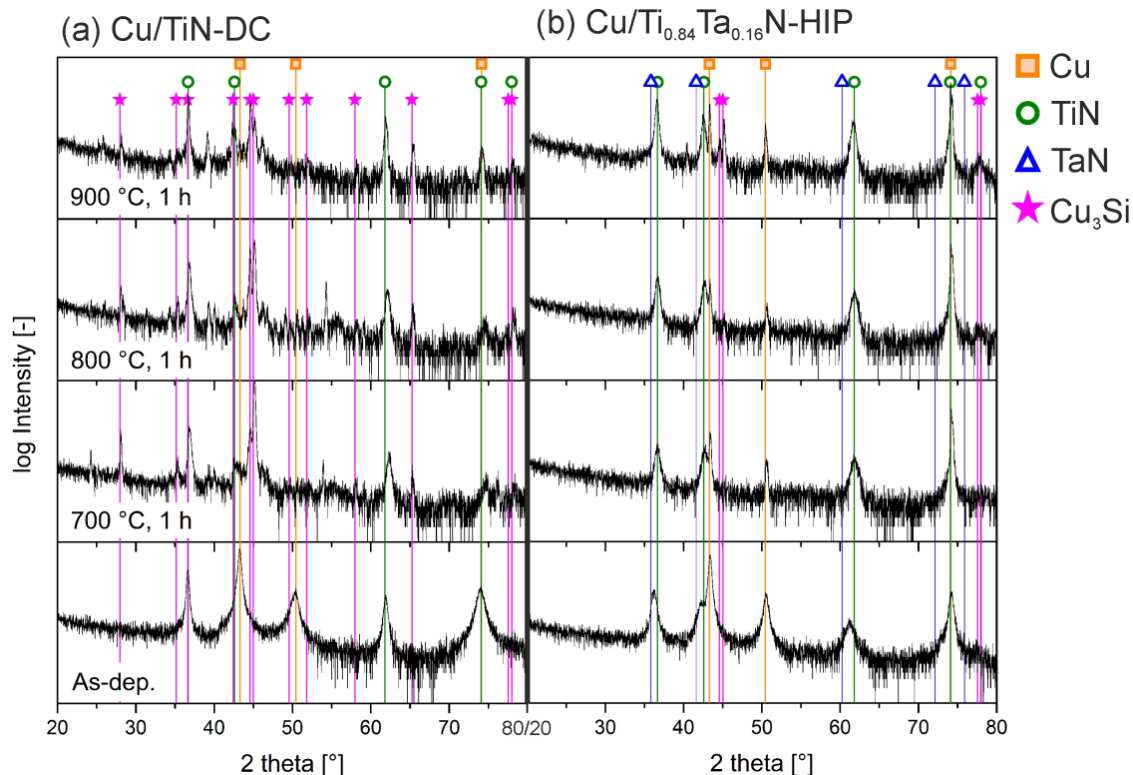 (a) Cu/TiN-DC
(b) Cu/Ti₀.₈₄Ta₀.₁₆N-HIP
Cu
TiN
TaN
Cu₃Si
log Intensity [-]
900 °C, 1 h
800 °C, 1 h
700 °C, 1 h
As-dep.
20 30 40 50 60 70 80/20 30 40 50 60 70 80
2 theta [°] 2 theta [°]